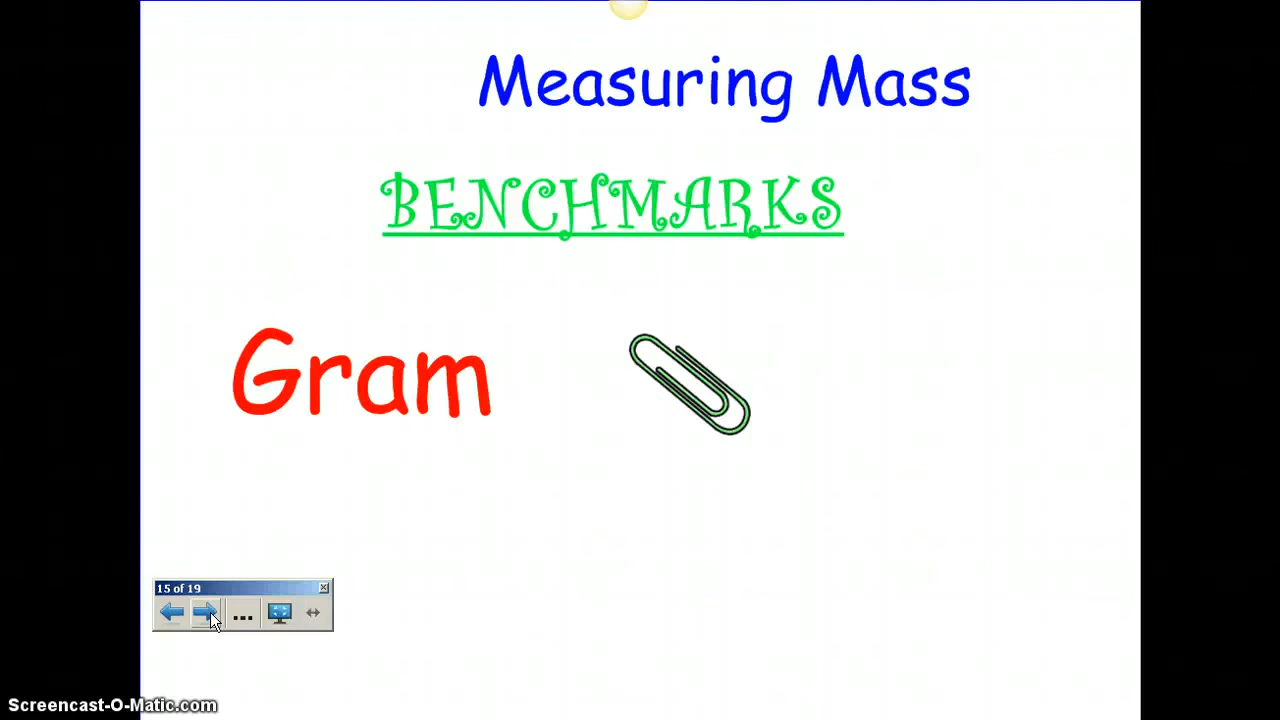 Measuring Mass
BENCHMARKS
Gram
15 of 19
...
Screencast-O-Matic.com